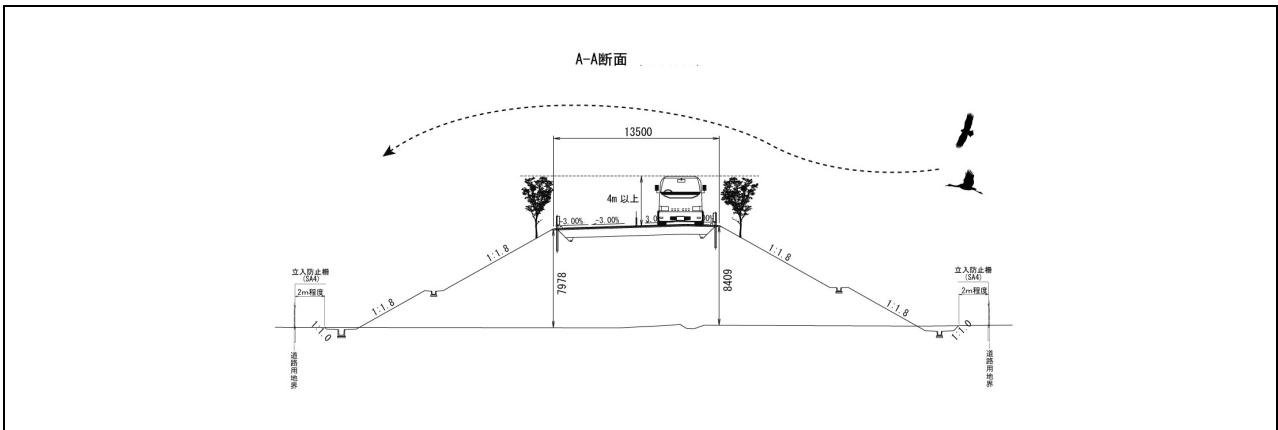 A-A断面
13500
4m 以上
-3.00%
-3.00%
1:1.8
7978
8409
1:1.8
立入防止柵
(SA4)
2m程度
1:1.8
1:1.8
立入防止柵
(SA4)
2m程度
1:1.0
1:1.0
道路用地界
道路用地界